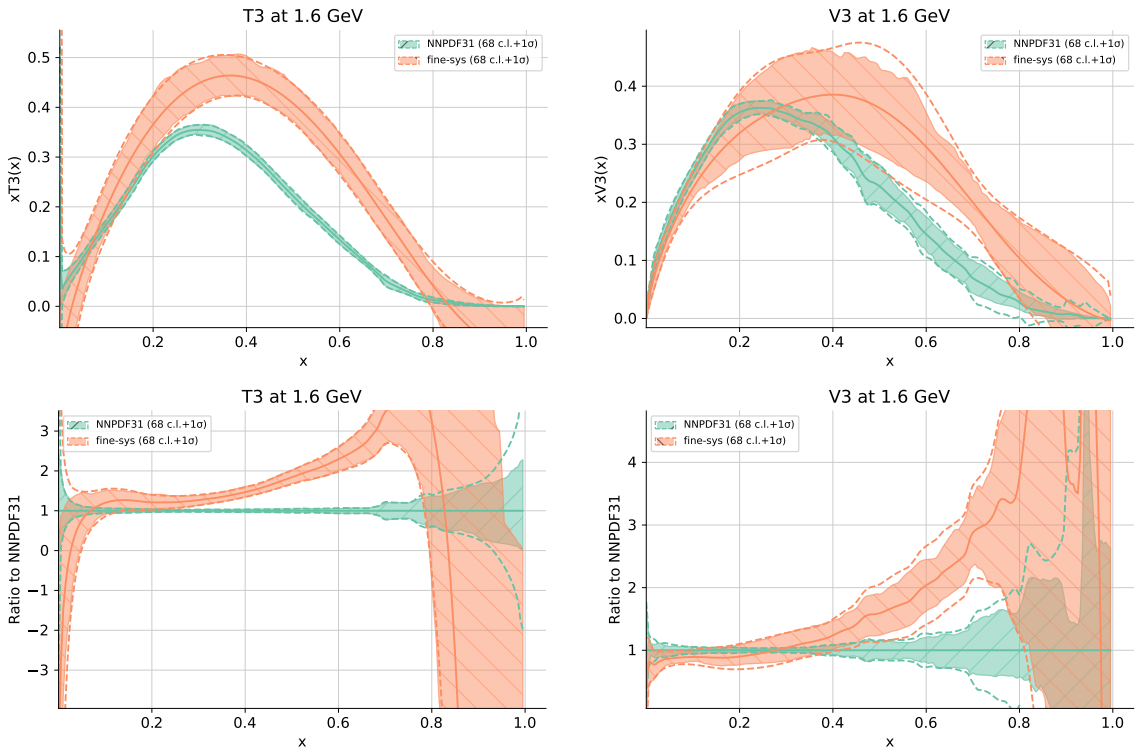 T3 at 1.6 GeV
NNPDF31 (68 c.l.+1σ)
fine-sys (68 c.l.+1σ)
xT3(x)
0.5
0.4
0.3
0.2
0.1
0.0
0.2 0.4 0.6 0.8 1.0
x
V3 at 1.6 GeV
NNPDF31 (68 c.l.+1σ)
fine-sys (68 c.l.+1σ)
xV3(x)
0.4
0.3
0.2
0.1
0.0
0.2 0.4 0.6 0.8 1.0
x
T3 at 1.6 GeV
NNPDF31 (68 c.l.+1σ)
fine-sys (68 c.l.+1σ)
Ratio to NNPDF31
3
2
1
0
−1
−2
−3
0.2 0.4 0.6 0.8 1.0
x
V3 at 1.6 GeV
NNPDF31 (68 c.l.+1σ)
fine-sys (68 c.l.+1σ)
Ratio to NNPDF31
4
3
2
1
0.2 0.4 0.6 0.8 1.0
x